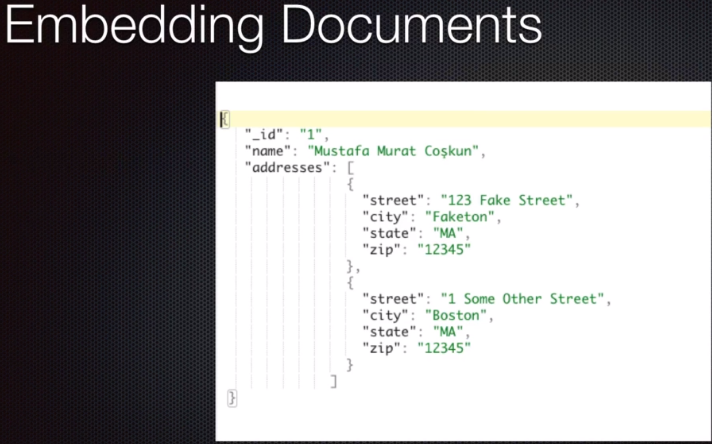 Embedding Documents
{
"_id": "1",
"name": "Mustafa Murat Coşkun",
"addresses": [
{
"street": "123 Fake Street",
"city": "Faketon",
"state": "MA",
"zip": "12345"
},
{
"street": "1 Some Other Street",
"city": "Boston",
"state": "MA",
"zip": "12345"
}
]
}